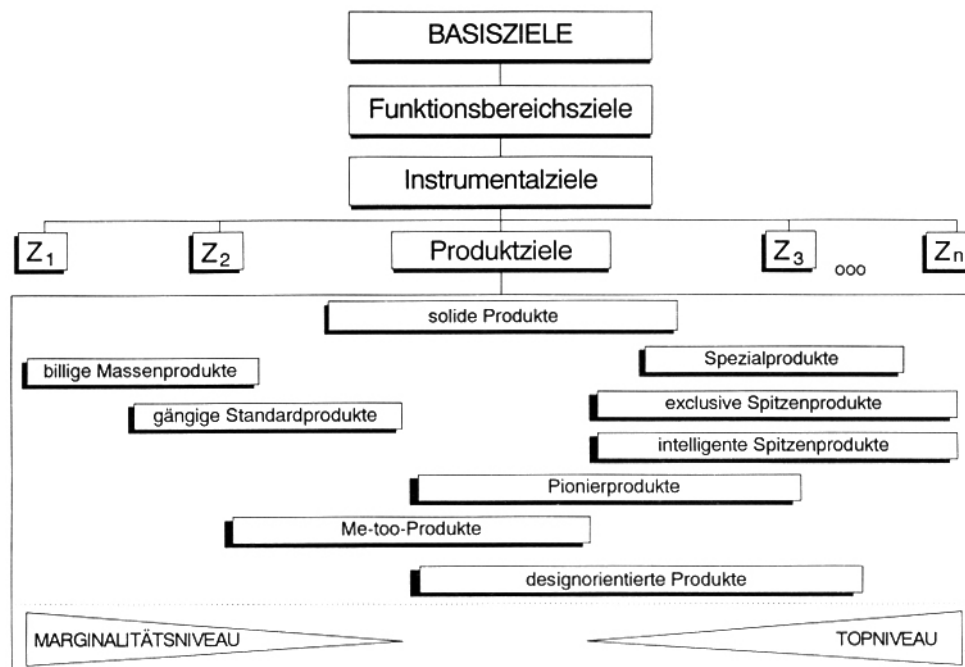 BASISZIELE
Funktionsbereichsziele
Instrumentalziele
Z1 Z2 Produktziele Z3 ooo Zn
solide Produkte
billige Massenprodukte
Spezialprodukte
gängige Standardprodukte
exclusive Spitzenprodukte
intelligente Spitzenprodukte
Pionierprodukte
Me-too-Produkte
designorientierte Produkte
MARGINALITÄTSNIVEAU TOPNIVEAU